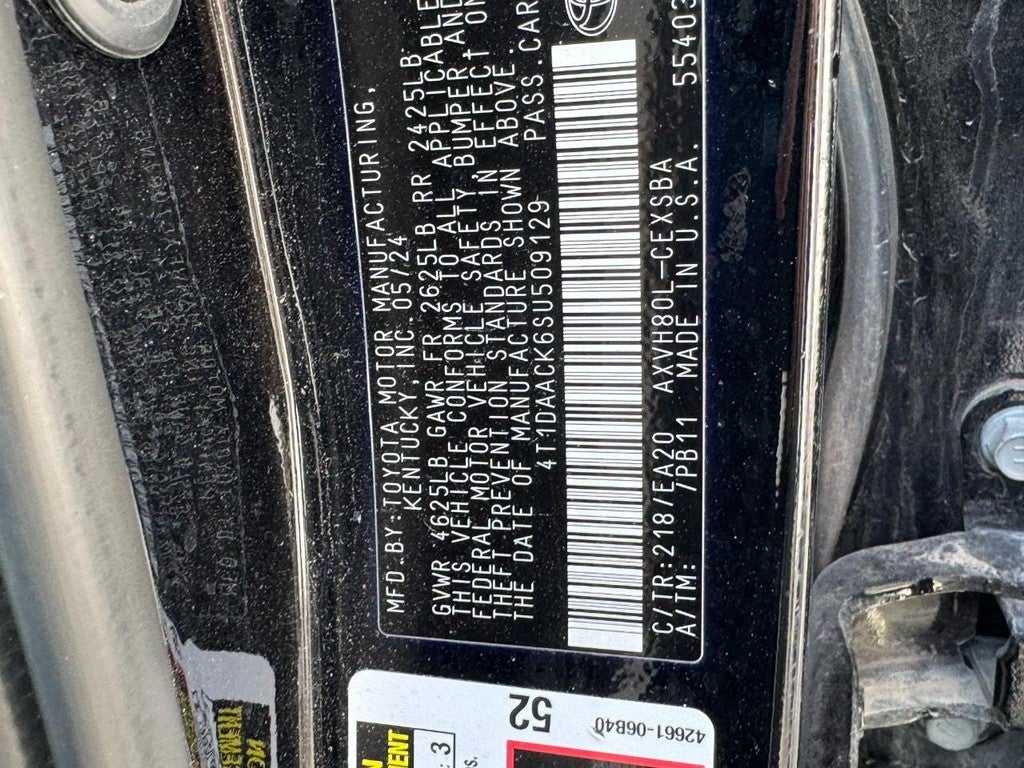 MFD.BY:TOYOTA MOTOR MANUFACTURING,
KENTUCKY,INC. 05/24
GVWR 4625LB GAWR FR 2625LB RR 2425LB
THIS VEHICLE CONFORMS TO ALL APPLICABLE
FEDERAL MOTOR VEHICLE SAFETY, BUMPER, AND
THEFT PREVENTION STANDARDS IN EFFECT ON
THE DATE OF MANUFACTURE SHOWN ABOVE.
4T1DAACK6SU509129 PASS.CAR
C/TR:218/EA20 AXVH80L-CEXSBA
A/TM: /PB11 MADE IN U.S.A. 55403
52
42661-06B40
: 3